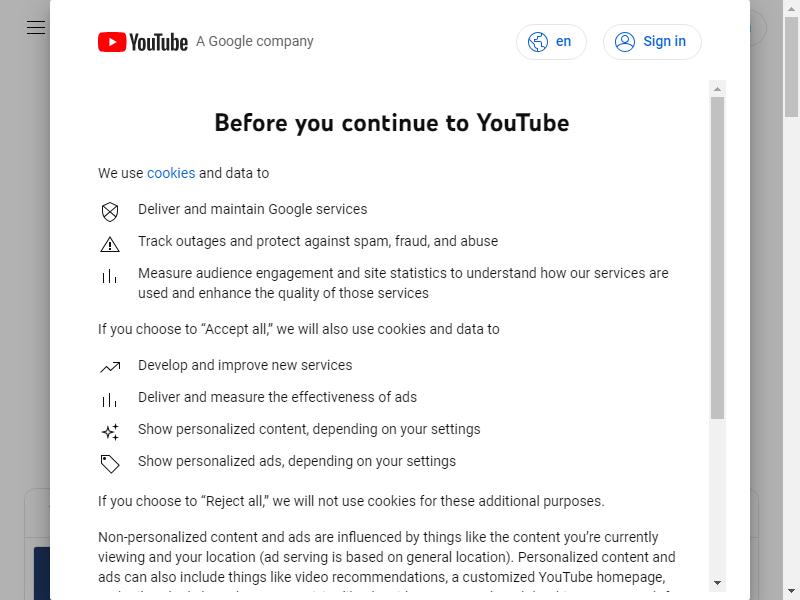 YouTube A Google company
en
Sign in
Before you continue to YouTube
We use cookies and data to
Deliver and maintain Google services
Track outages and protect against spam, fraud, and abuse
Measure audience engagement and site statistics to understand how our services are
used and enhance the quality of those services
If you choose to “Accept all,” we will also use cookies and data to
Develop and improve new services
Deliver and measure the effectiveness of ads
Show personalized content, depending on your settings
Show personalized ads, depending on your settings
If you choose to “Reject all,” we will not use cookies for these additional purposes.
Non-personalized content and ads are influenced by things like the content you’re currently
viewing and your location (ad serving is based on general location). Personalized content and
ads can also include things like video recommendations, a customized YouTube homepage,